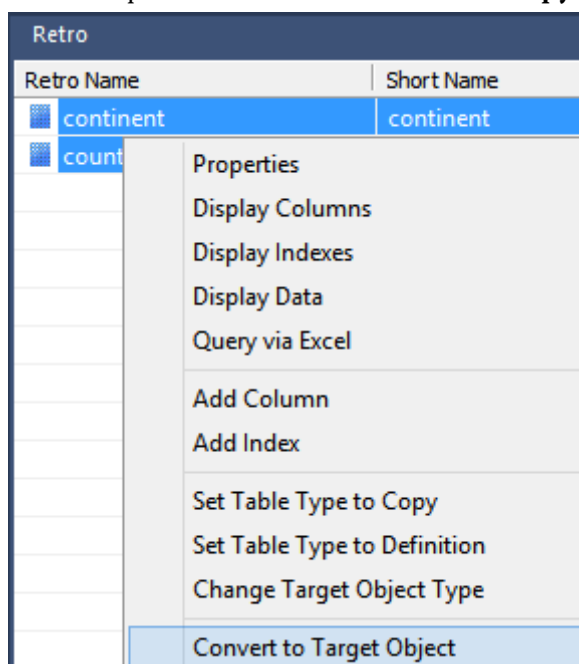 Retro
Retro Name Short Name
continent continent
count
Properties
Display Columns
Display Indexes
Display Data
Query via Excel
Add Column
Add Index
Set Table Type to Copy
Set Table Type to Definition
Change Target Object Type
Convert to Target Object